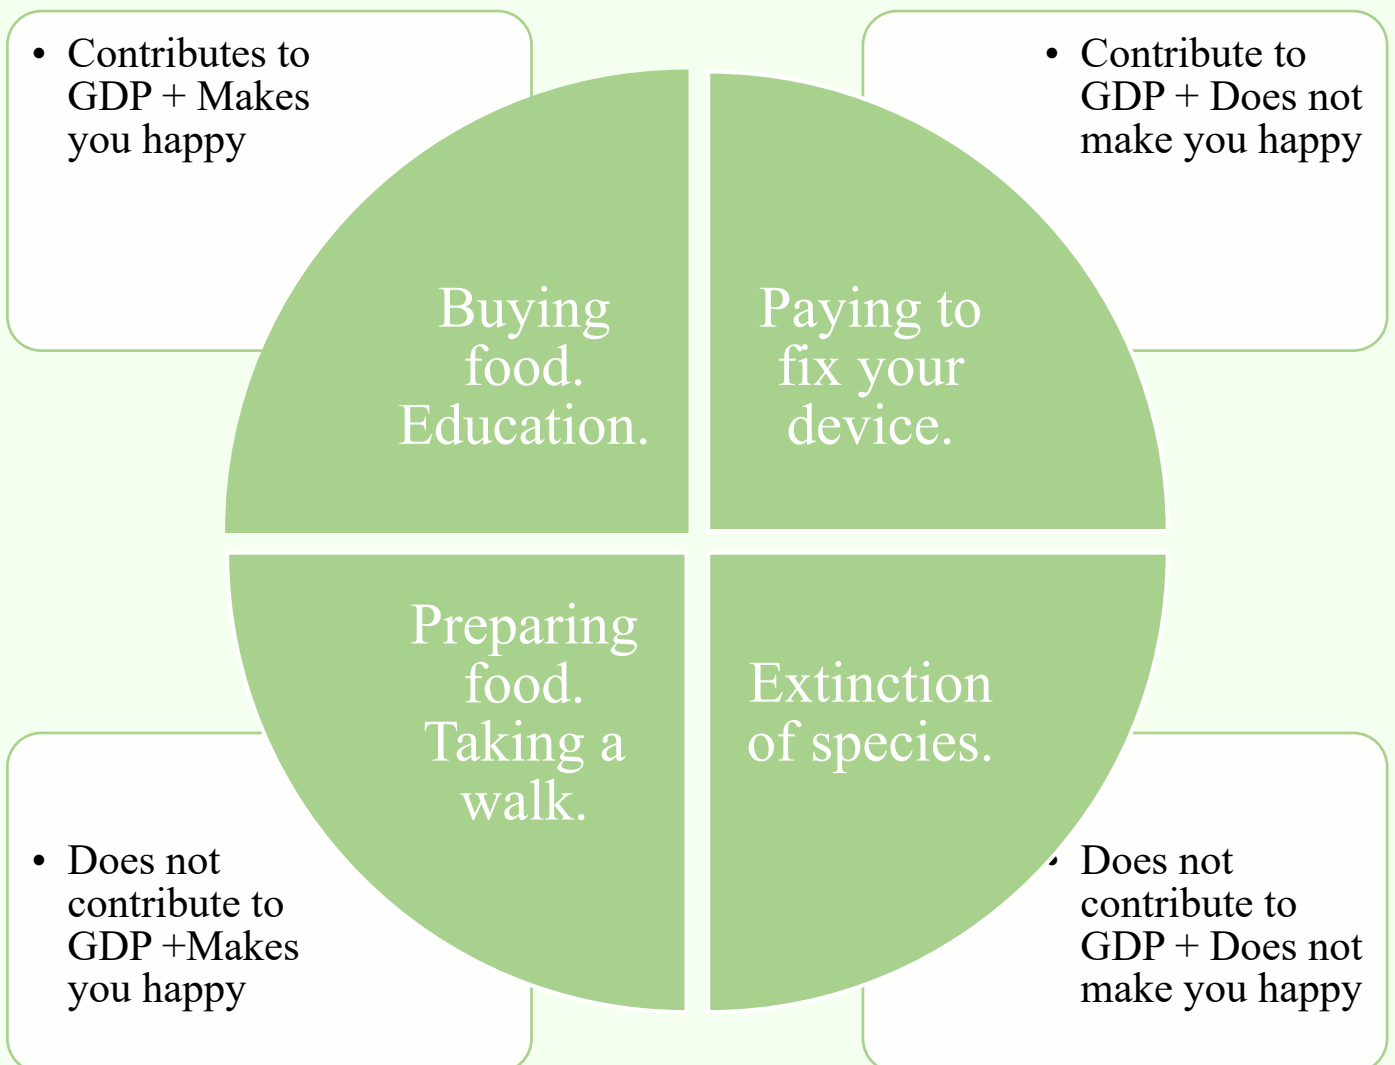 • Contributes to
GDP + Makes
you happy
• Contribute to
GDP + Does not
make you happy
Buying
food.
Education.
Paying to
fix your
device.
Preparing
food.
Taking a
walk.
Extinction
of species.
• Does not
contribute to
GDP +Makes
you happy
• Does not
contribute to
GDP + Does not
make you happy